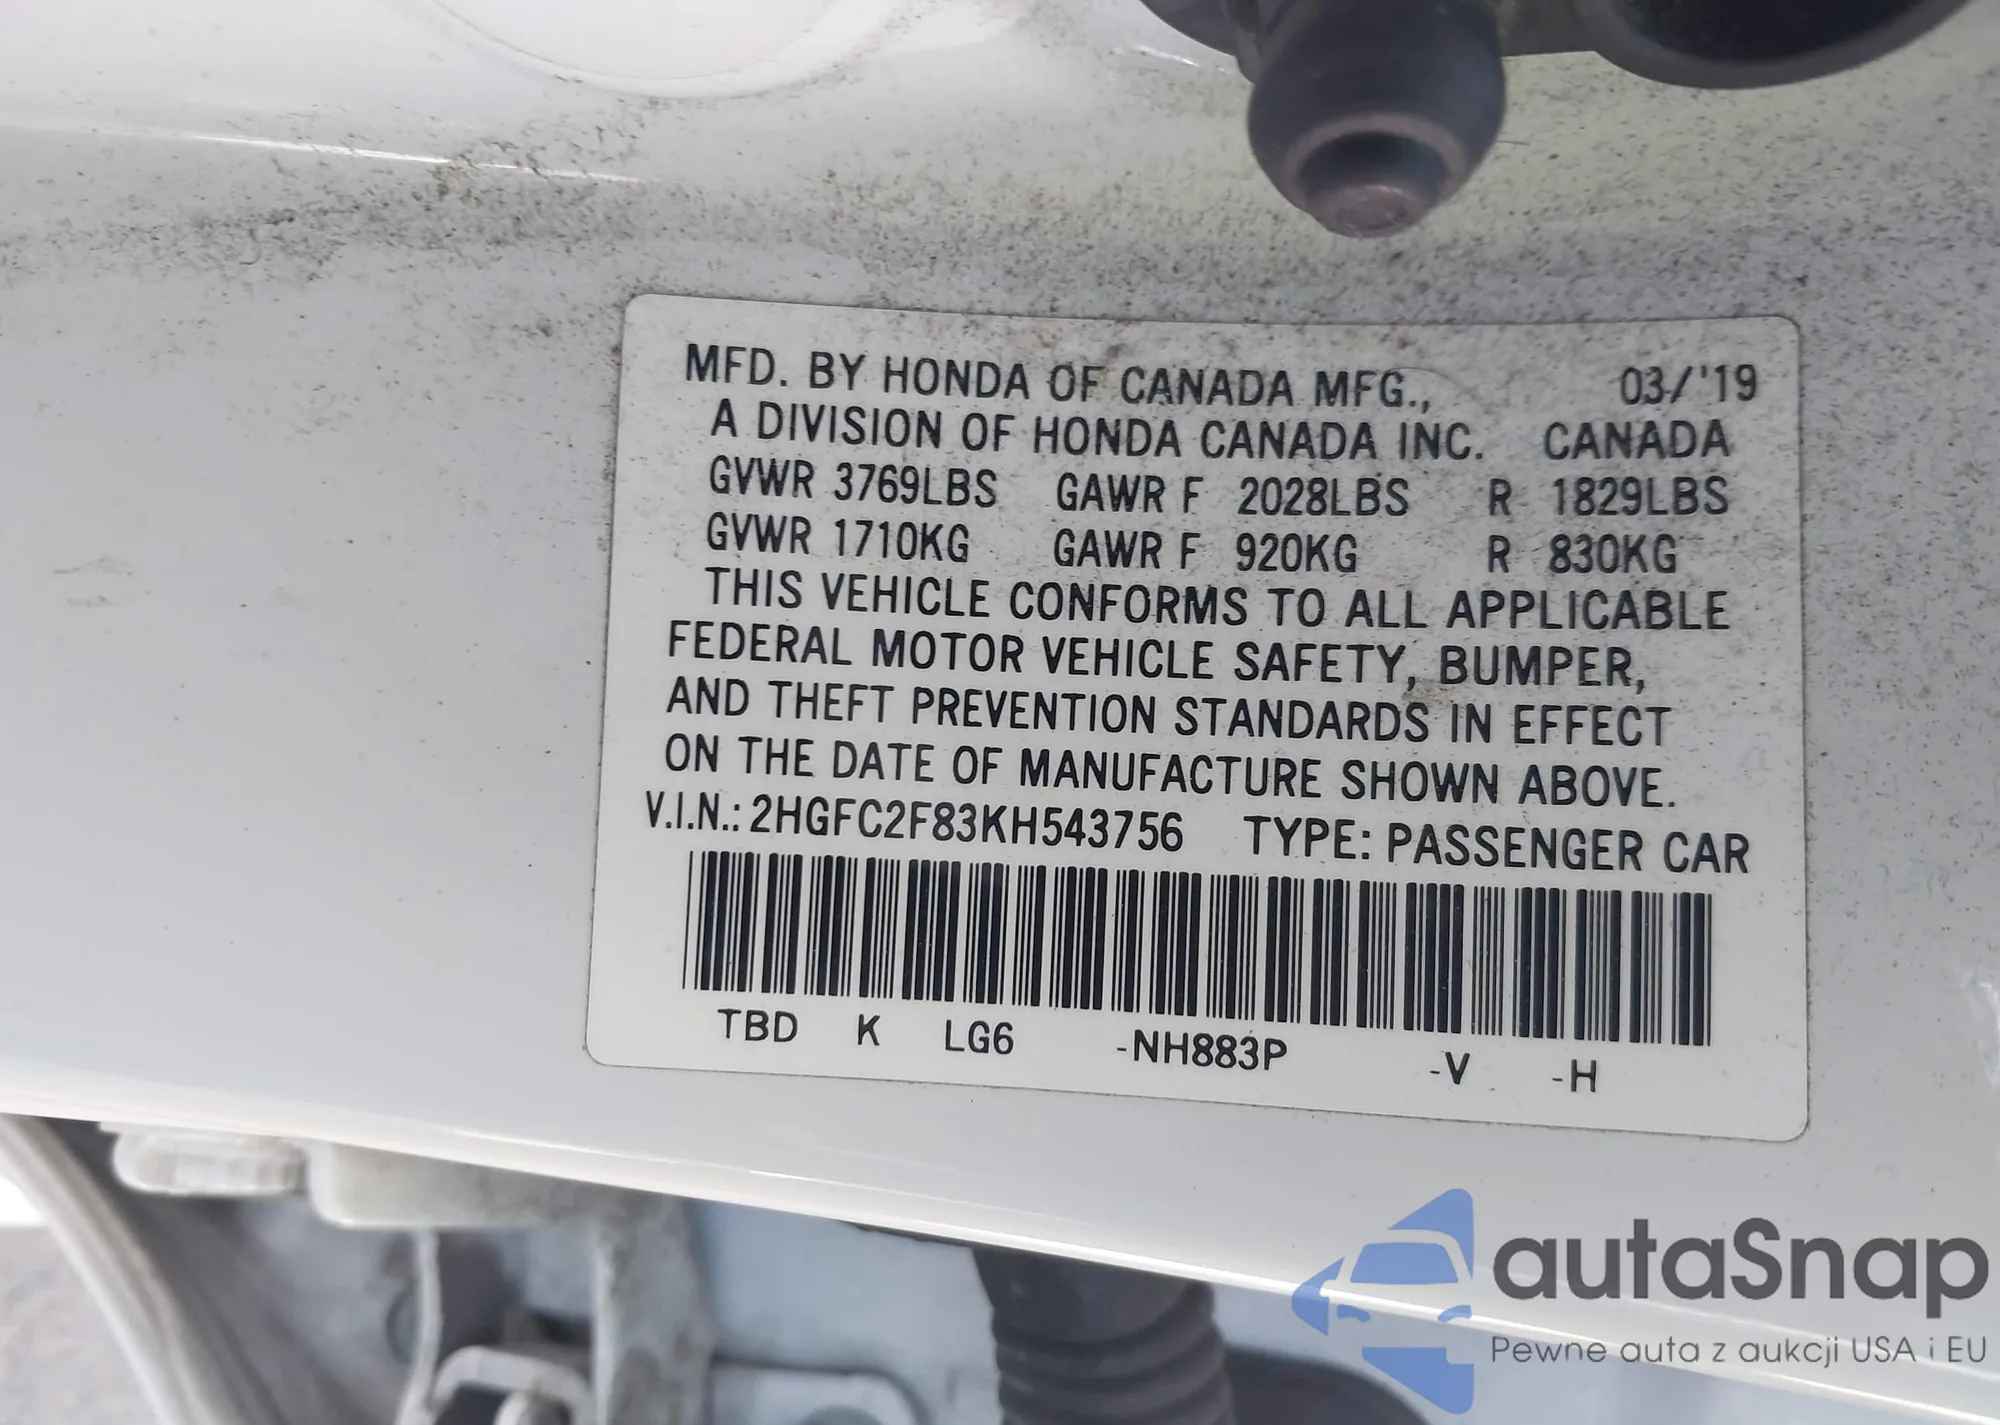 MFD. BY HONDA OF CANADA MFG., 03/'19
A DIVISION OF HONDA CANADA INC. CANADA
GVWR 3769LBS GAWR F 2028LBS R 1829LBS
GVWR 1710KG GAWR F 920KG R 830KG
THIS VEHICLE CONFORMS TO ALL APPLICABLE
FEDERAL MOTOR VEHICLE SAFETY, BUMPER,
AND THEFT PREVENTION STANDARDS IN EFFECT
ON THE DATE OF MANUFACTURE SHOWN ABOVE.
V.I.N.: 2HGFC2F83KH543756 TYPE: PASSENGER CAR
TBD K LG6 -NH883P -V -H
autaSnap
Pewne auta z aukcji USA i EU